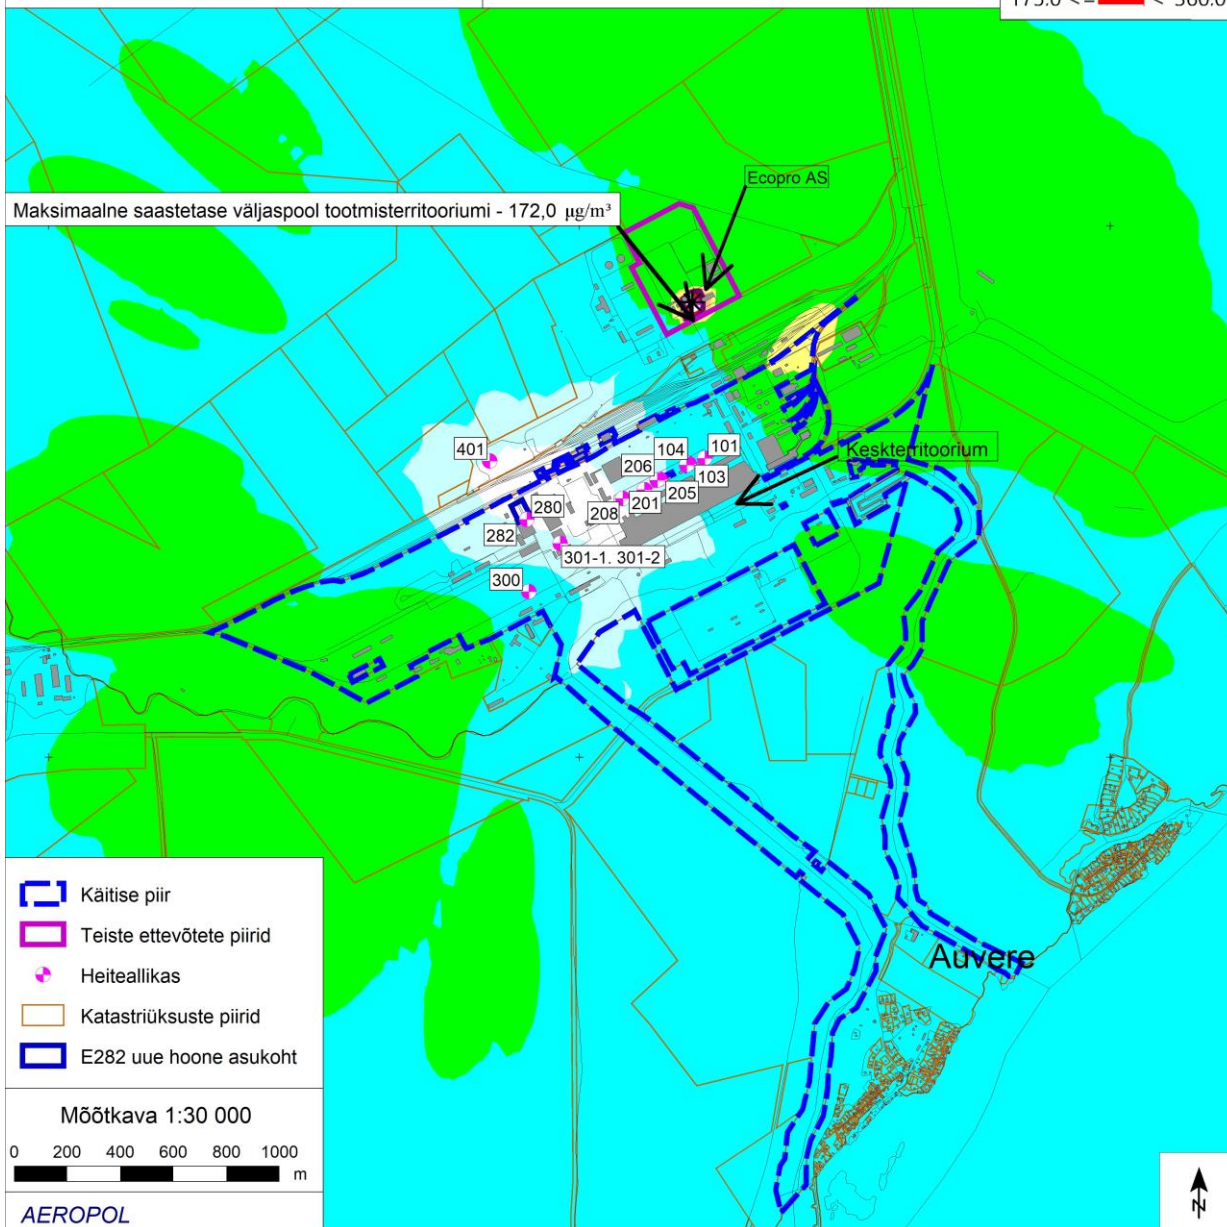 175.0 <= < 360.0
Ecopro AS
Maksimaalne saastetase väljaspool tootmisterritooriumi - 172,0 µg/m³
401
104
101
Keskterritoorium
206
103
280
208
201
205
282
301-1. 301-2
300
Käitise piir
Teiste ettevõtete piirid
Heiteallikas
Katastriüksuste piirid
E282 uue hoone asukoht
Auvere
Mõõtkava 1:30 000
0 200 400 600 800 1000
m
AEROPOL
N